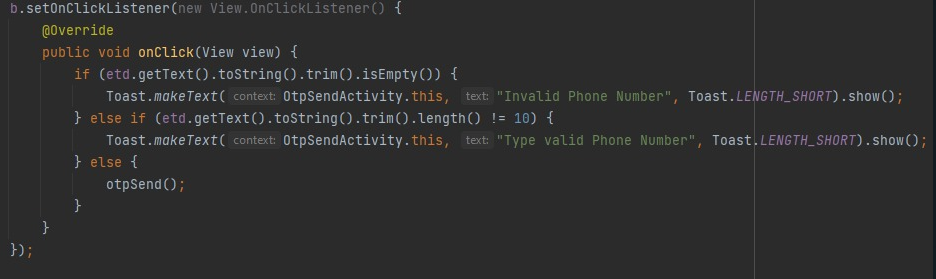 b.setOnClickListener(new View.OnClickListener() {
@Override
public void onClick(View view) {
if (etd.getText().toString().trim().isEmpty()) {
Toast.makeText( context: OtpSendActivity.this, text: "Invalid Phone Number", Toast.LENGTH_SHORT).show();
} else if (etd.getText().toString().trim().length() != 10) {
Toast.makeText( context: OtpSendActivity.this, text: "Type valid Phone Number", Toast.LENGTH_SHORT).show();
} else {
otpSend();
}
}
});